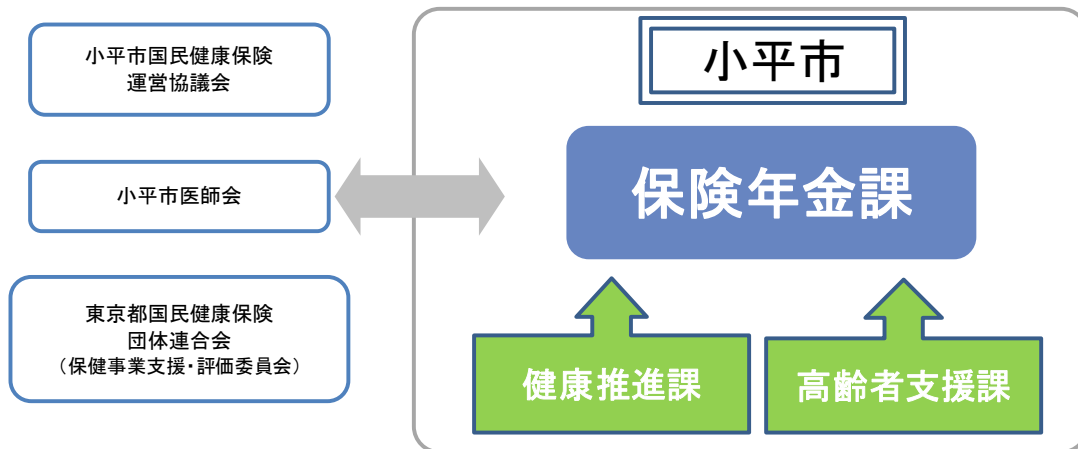 小平市国民健康保険
運営協議会
小平市医師会
東京都国民健康保険
団体連合会
（保健事業支援・評価委員会）
小平市
保険年金課
健康推進課
高齢者支援課